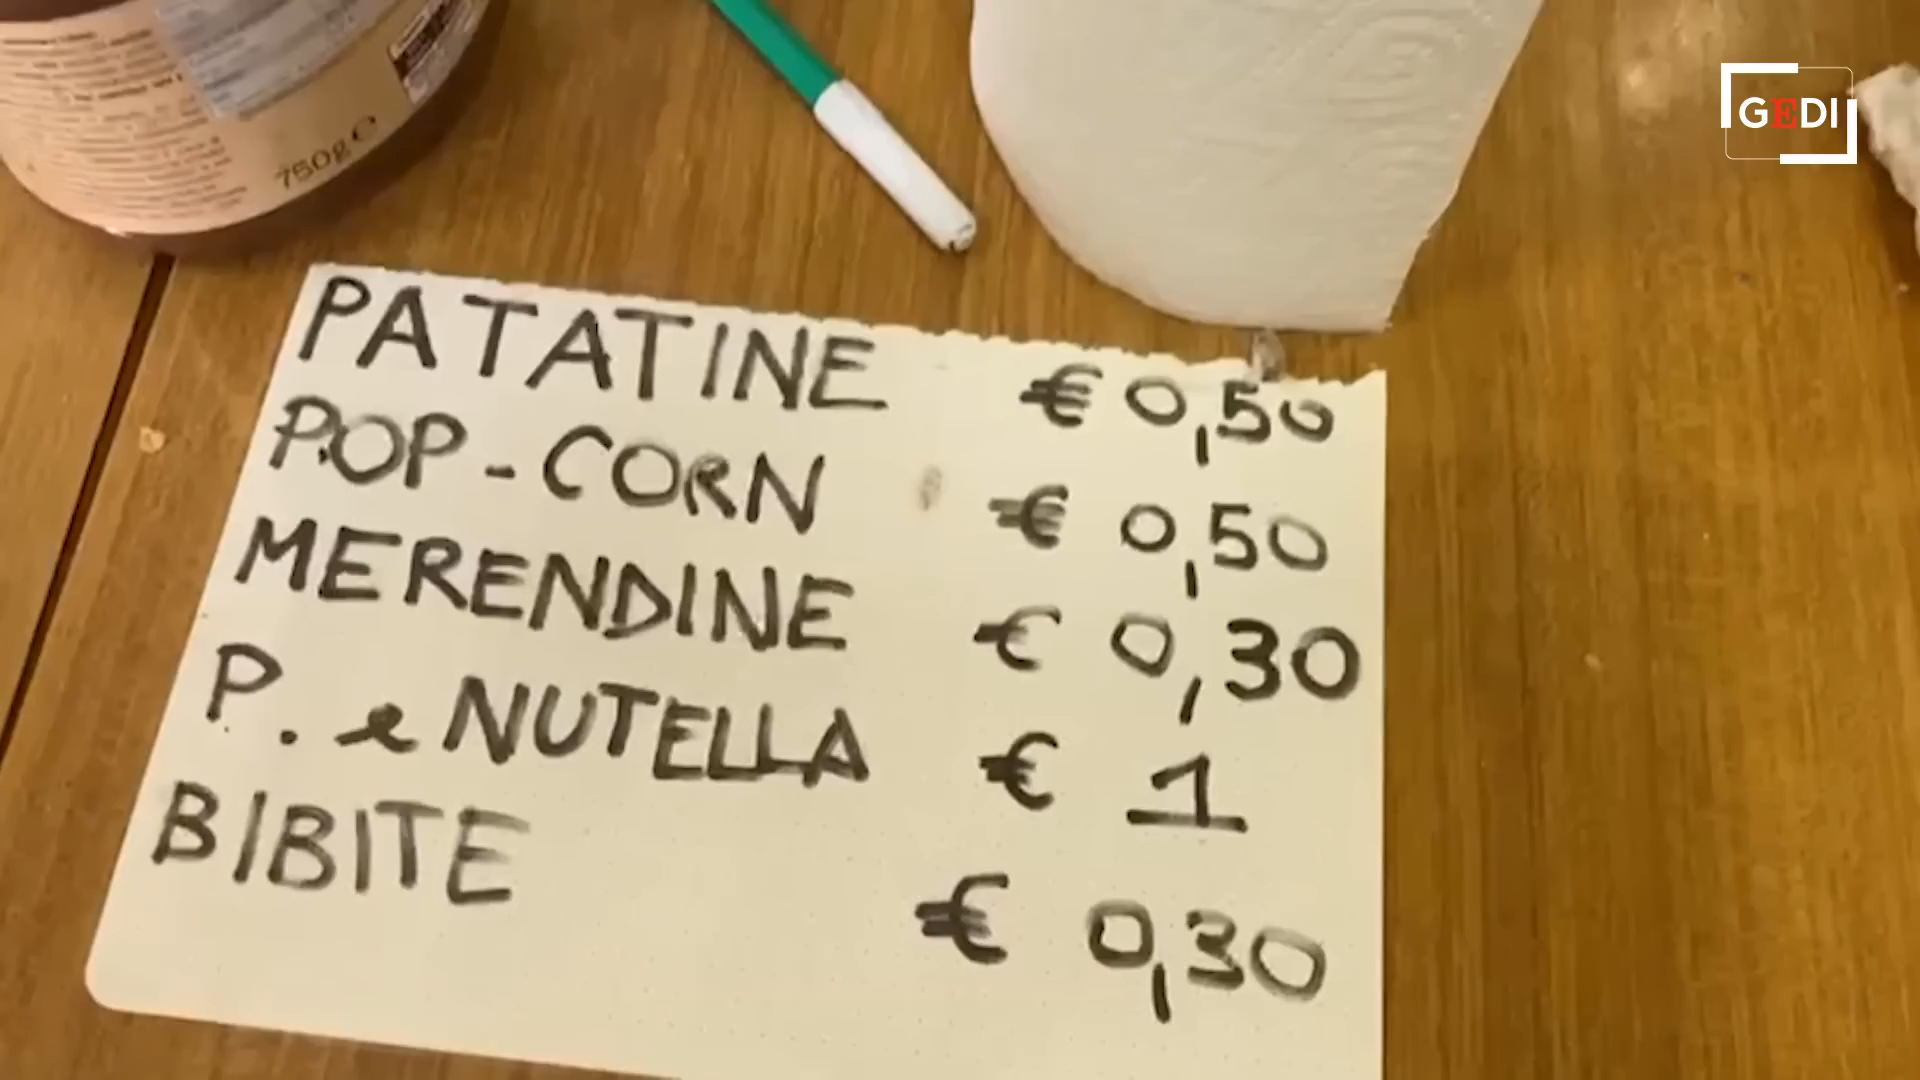 750g e
GEDI
PATATINE € 0,50
POP-CORN € 0,50
MERENDINE € 0,30
P. e NUTELLA € 1
BIBITE € 0,30